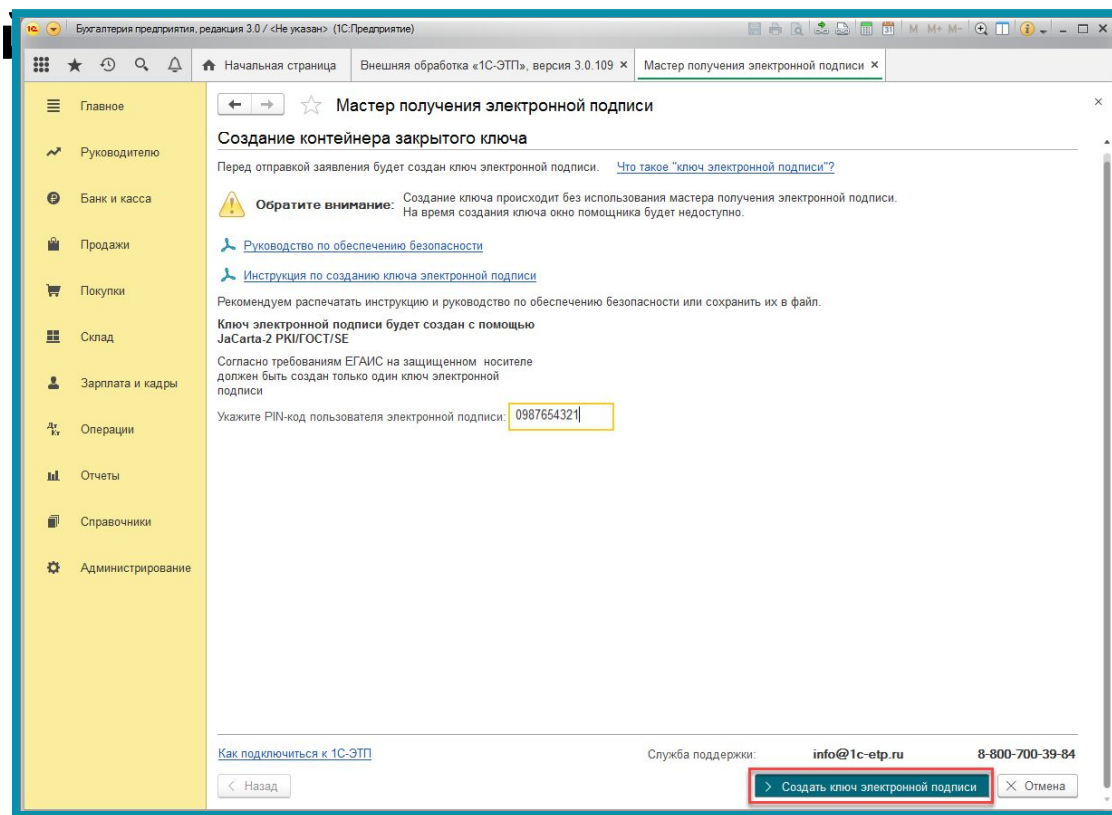 Бухгалтерия предприятия, редакция 3.0 / <Не указан> (1С:Предприятие)
M M+ M-
Начальная страница
Внешняя обработка «1С-ЭТП», версия 3.0.109
Мастер получения электронной подписи
Главное
Руководителю
Банк и касса
Продажи
Покупки
Склад
Зарплата и кадры
Операции
Отчеты
Справочники
Администрирование
Мастер получения электронной подписи
Создание контейнера закрытого ключа
Перед отправкой заявления будет создан ключ электронной подписи. Что такое "ключ электронной подписи"?
Обратите внимание: Создание ключа происходит без использования мастера получения электронной подписи.
На время создания ключа окно помощника будет недоступно.
Руководство по обеспечению безопасности
Инструкция по созданию ключа электронной подписи
Рекомендуем распечатать инструкцию и руководство по обеспечению безопасности или сохранить их в файл.
Ключ электронной подписи будет создан с помощью
JaCarta-2 PKI/ГОСТ/SE
Согласно требованиям ЕГАИС на защищенном носителе
должен быть создан только один ключ электронной
подписи
Укажите PIN-код пользователя электронной подписи: 0987654321
Как подключиться к 1С-ЭТП
Служба поддержки: info@1c-etp.ru 8-800-700-39-84
< Назад
> Создать ключ электронной подписи
Отмена